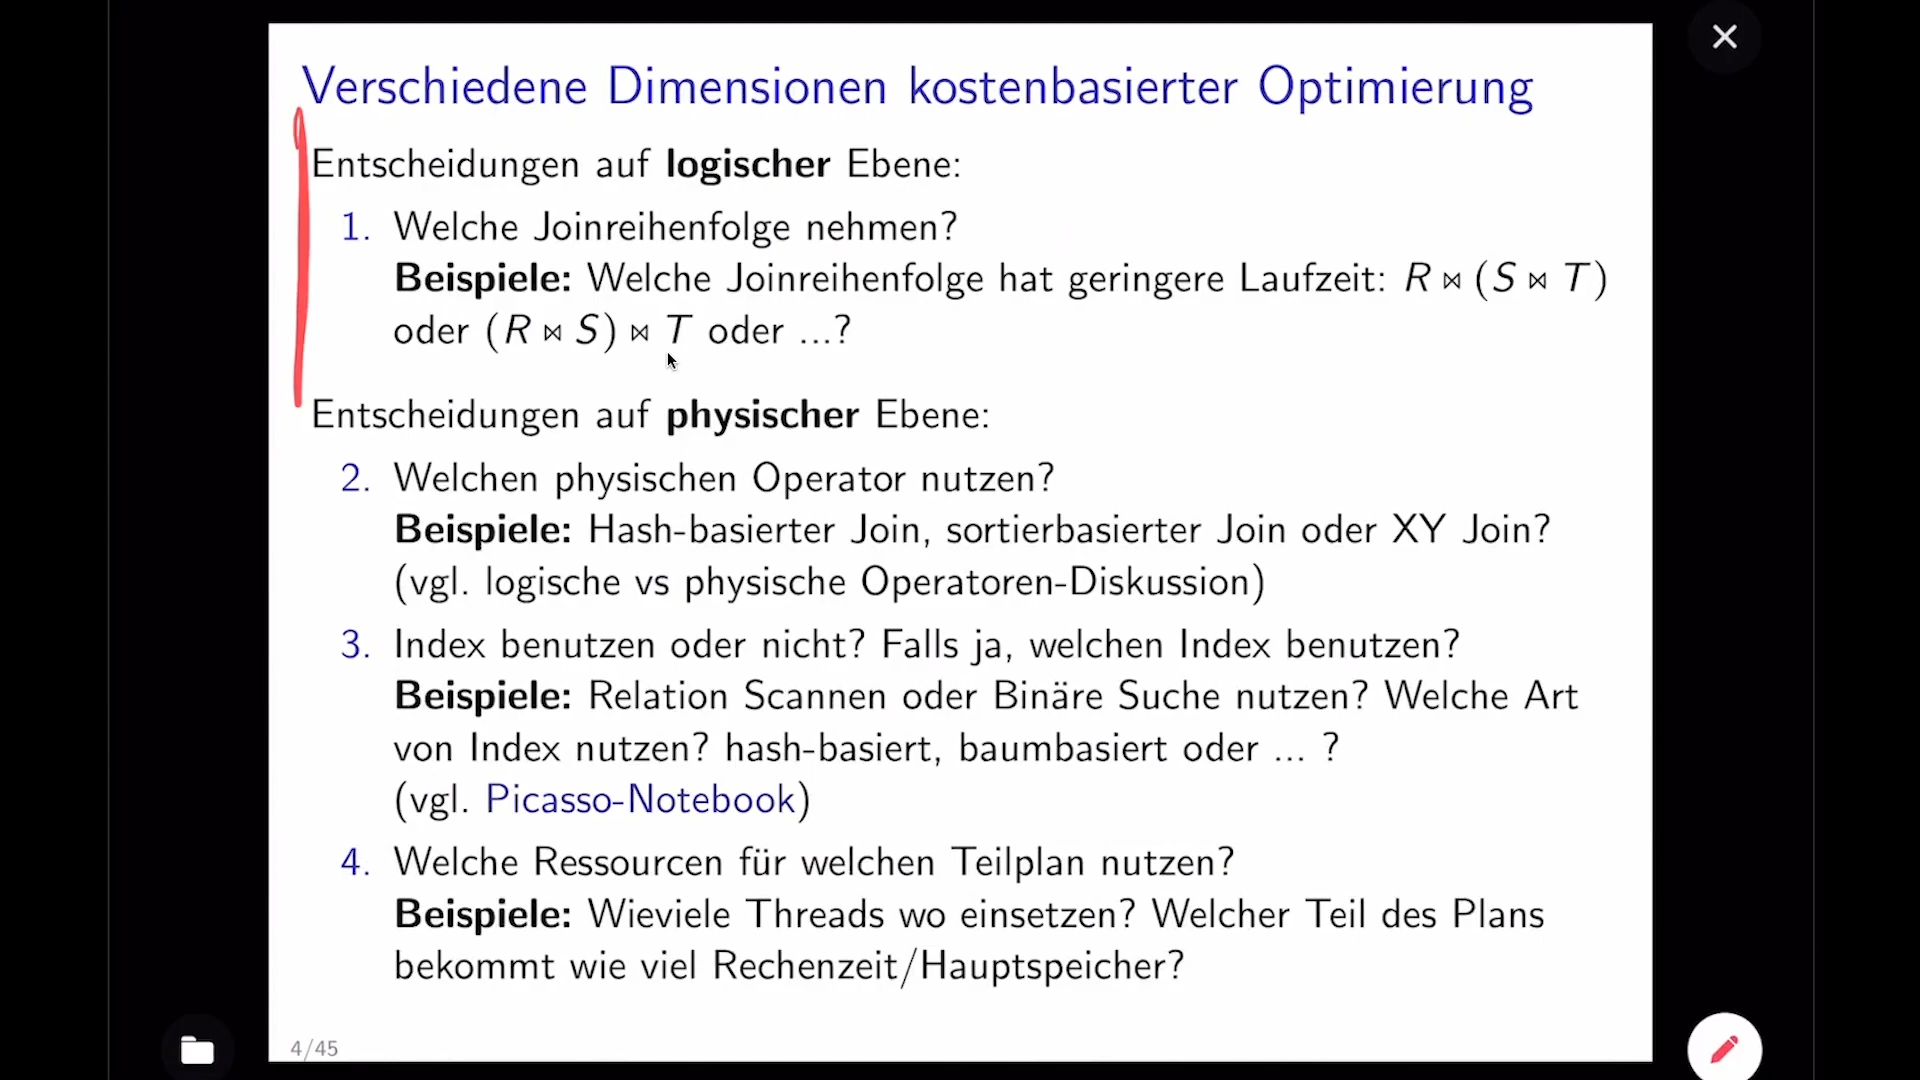 Verschiedene Dimensionen kostenbasierter Optimierung
Entscheidungen auf logischer Ebene:
1. Welche Joinreihenfolge nehmen?
Beispiele: Welche Joinreihenfolge hat geringere Laufzeit: R ⋈ (S ⋈ T)
oder (R ⋈ S) ⋈ T oder ...?
Entscheidungen auf physischer Ebene:
2. Welchen physischen Operator nutzen?
Beispiele: Hash-basierter Join, sortierbasierter Join oder XY Join?
(vgl. logische vs physische Operatoren-Diskussion)
3. Index benutzen oder nicht? Falls ja, welchen Index benutzen?
Beispiele: Relation Scannen oder Binäre Suche nutzen? Welche Art
von Index nutzen? hash-basiert, baumbasiert oder ... ?
(vgl. Picasso-Notebook)
4. Welche Ressourcen für welchen Teilplan nutzen?
Beispiele: Wieviele Threads wo einsetzen? Welcher Teil des Plans
bekommt wie viel Rechenzeit/Hauptspeicher?
4/45